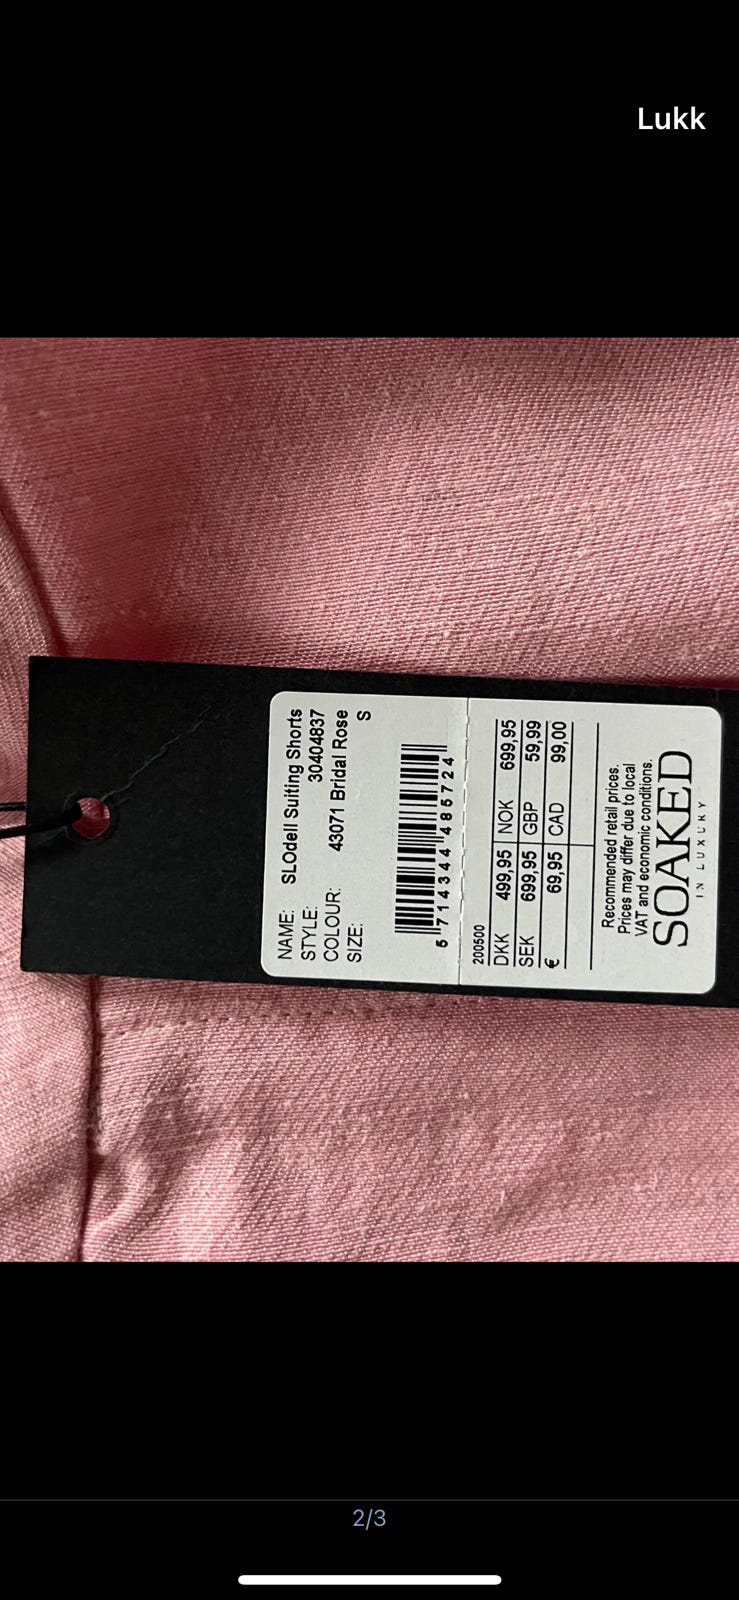 Lukk
NAME: SLOdell Suiting Shorts
STYLE: 30404837
COLOUR: 43071 Bridal Rose
SIZE: S
5 714344 485724
200500
DKK 499,95 NOK 699,95
SEK 699,95 GBP 59,99
€ 69,95 CAD 99,00
Recommended retail prices.
Prices may differ due to local
VAT and economic conditions.
SOAKED
IN LUXURY
2/3